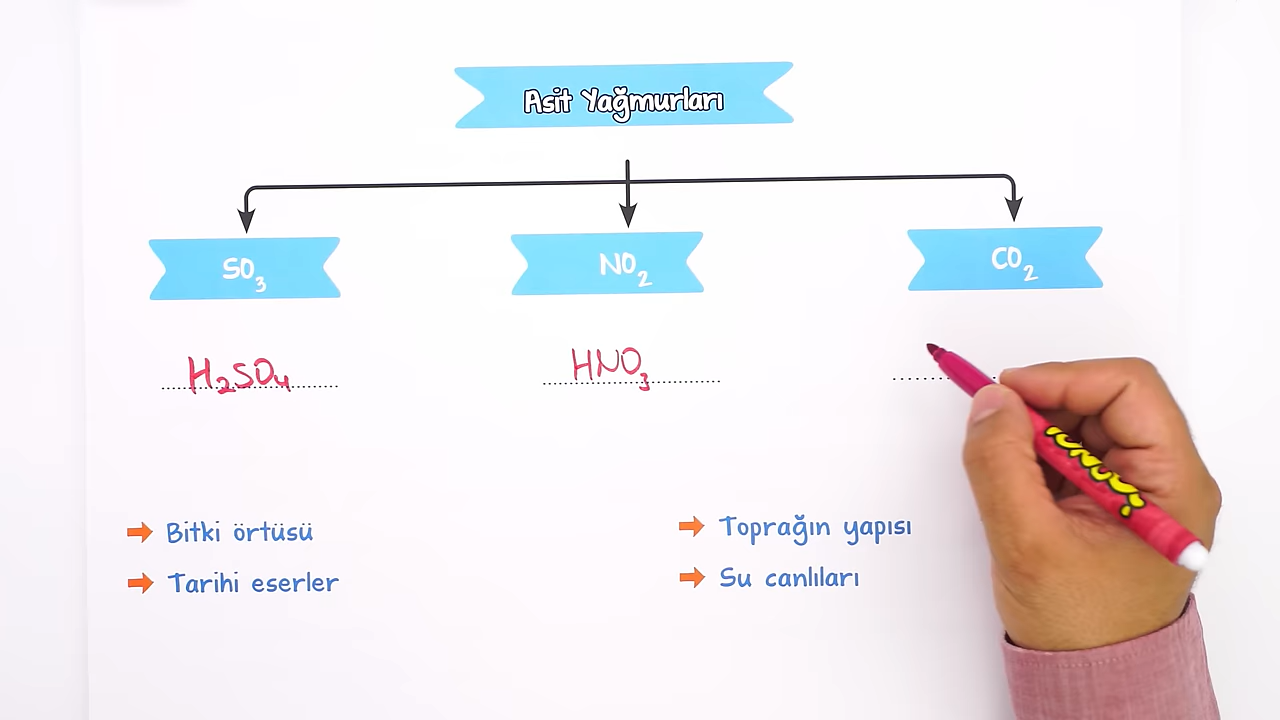 Asit Yağmurları
SO₃
NO₂
CO₂
H₂SO₄
HNO₃
Bitki örtüsü
Tarihi eserler
Toprağın yapısı
Su canlıları